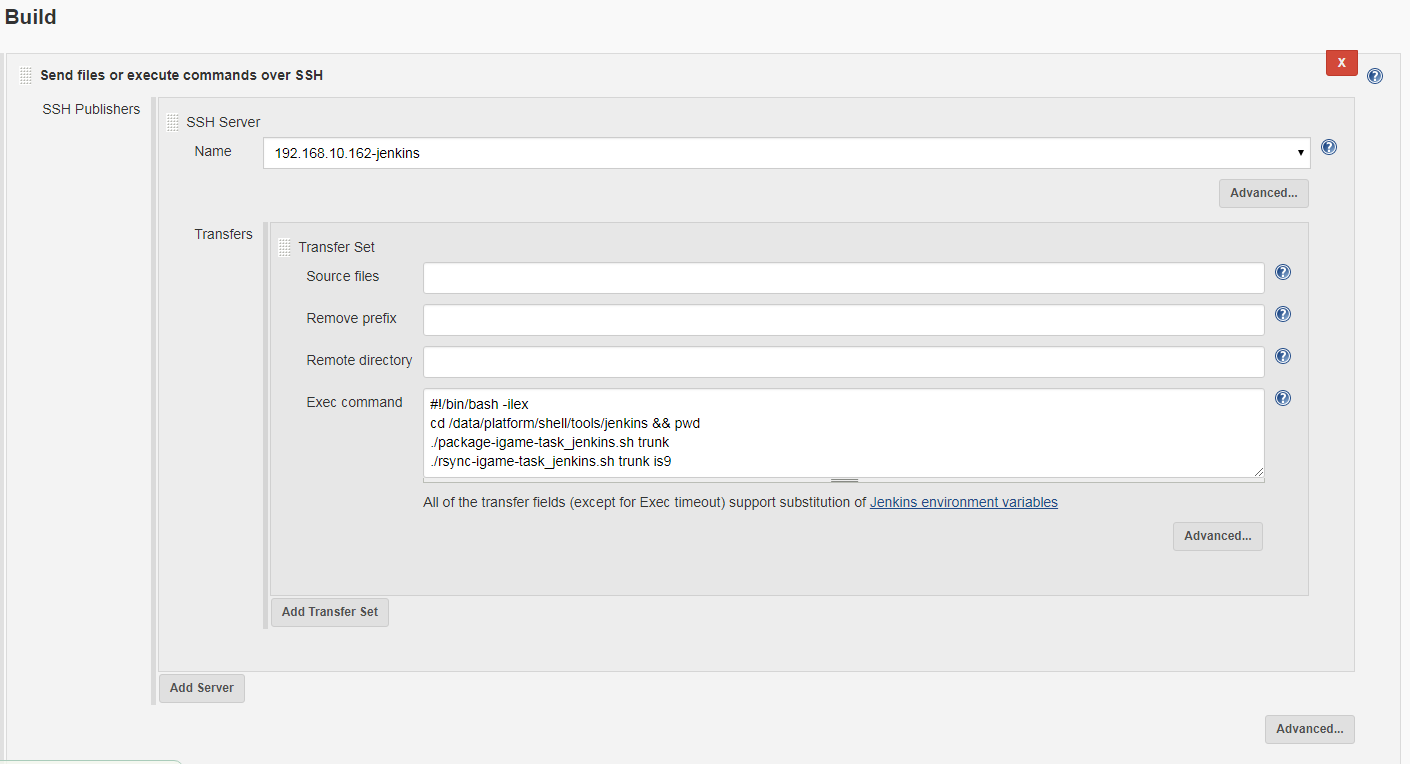 Build
Send files or execute commands over SSH
X
?
SSH Publishers
SSH Server
Name
192.168.10.162-jenkins
?
Advanced...
Transfers
Transfer Set
Source files
?
Remove prefix
?
Remote directory
?
Exec command
#!/bin/bash -ilex
cd /data/platform/shell/tools/jenkins && pwd
./package-igame-task_jenkins.sh trunk
./rsync-igame-task_jenkins.sh trunk is9
?
All of the transfer fields (except for Exec timeout) support substitution of Jenkins environment variables
Advanced...
Add Transfer Set
Add Server
Advanced...